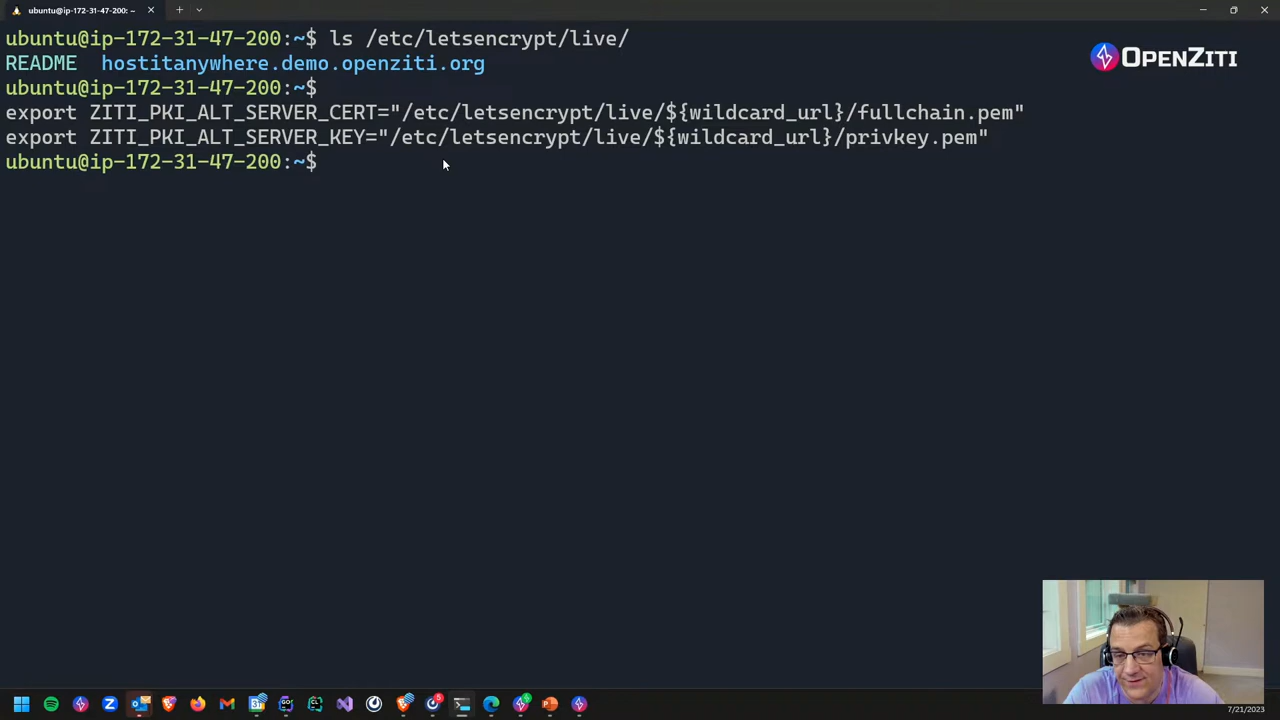 ubuntu@ip-172-31-47-200: ~
ubuntu@ip-172-31-47-200:~$ ls /etc/letsencrypt/live/
README  hostitanywhere.demo.openziti.org
ubuntu@ip-172-31-47-200:~$
export ZITI_PKI_ALT_SERVER_CERT="/etc/letsencrypt/live/${wildcard_url}/fullchain.pem"
export ZITI_PKI_ALT_SERVER_KEY="/etc/letsencrypt/live/${wildcard_url}/privkey.pem"
ubuntu@ip-172-31-47-200:~$
OPENZITI
7/21/2023